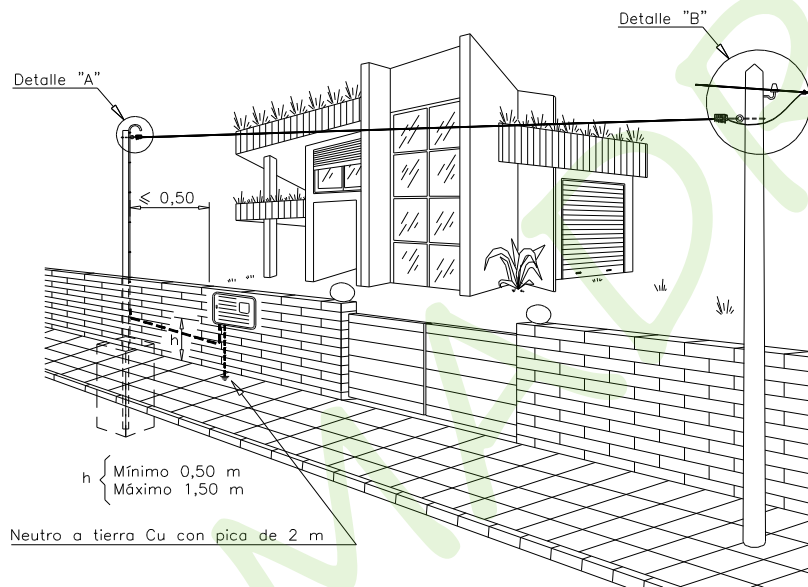 Detalle "B"
Detalle "A"
≤ 0,50
h
h { Mínimo 0,50 m
Máximo 1,50 m
Neutro a tierra Cu con pica de 2 m